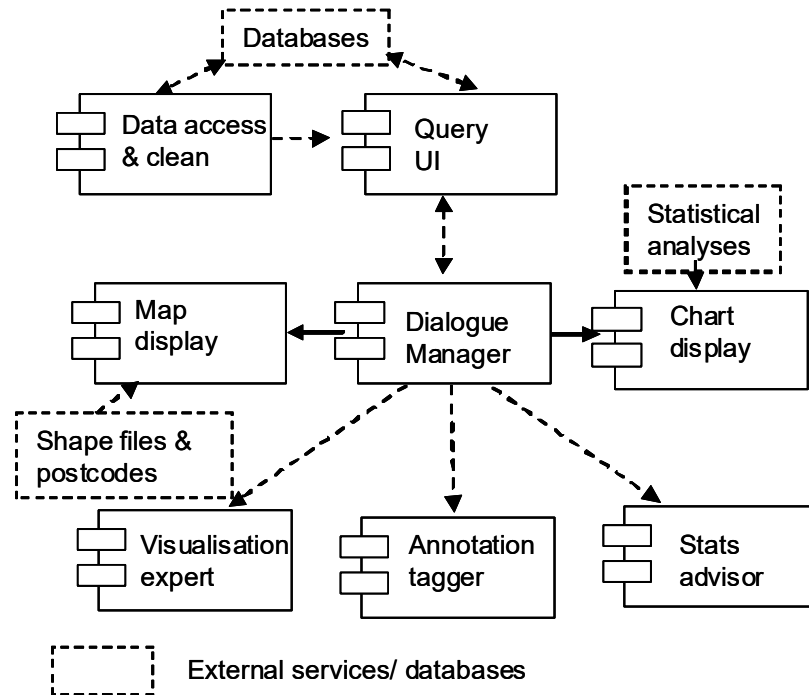 Databases
Data access
& clean
Query
UI
Statistical
analyses
Map
display
Dialogue
Manager
Chart
display
Shape files &
postcodes
Visualisation
expert
Annotation
tagger
Stats
advisor
External services/ databases